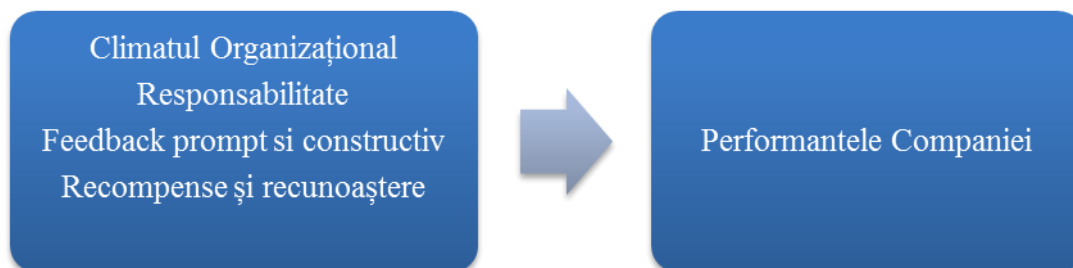 Climatul Organizațional
Responsabilitate
Feedback prompt si constructiv
Recompense și recunoaștere
Performantele Companiei